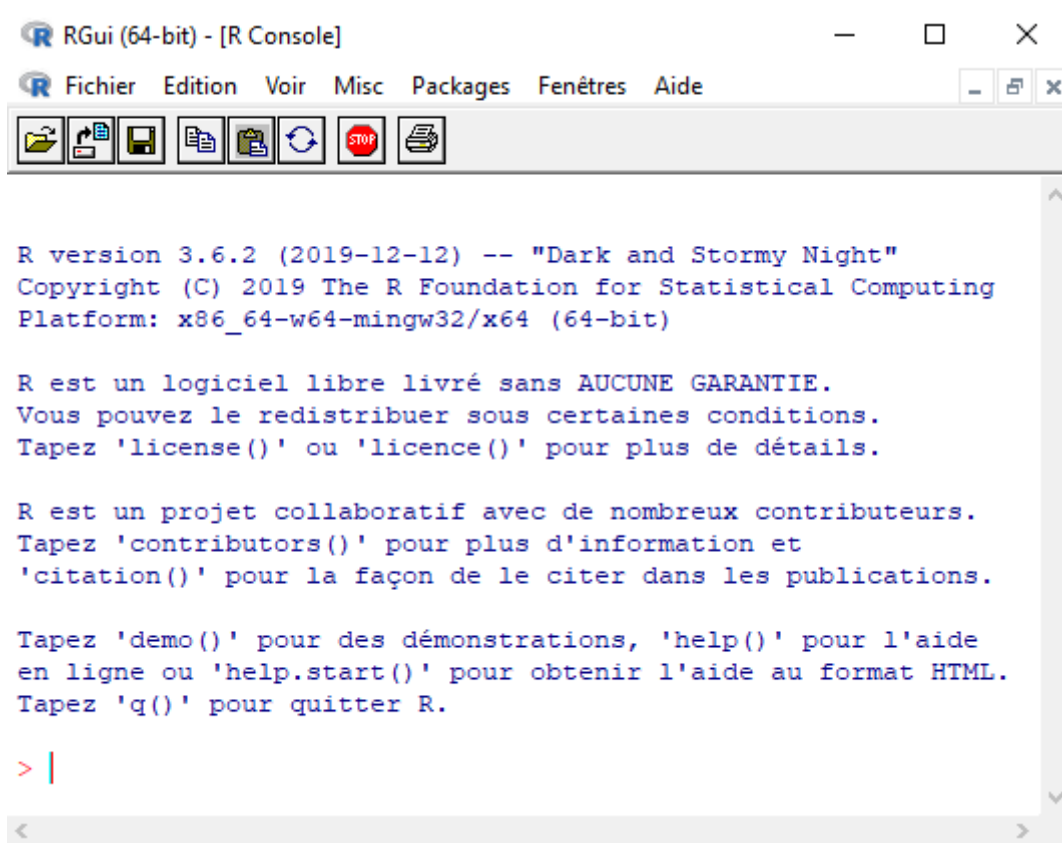 RGui (64-bit) - [R Console]
Fichier Edition Voir Misc Packages Fenêtres Aide
STOP
R version 3.6.2 (2019-12-12) -- "Dark and Stormy Night"
Copyright (C) 2019 The R Foundation for Statistical Computing
Platform: x86_64-w64-mingw32/x64 (64-bit)
R est un logiciel libre livré sans AUCUNE GARANTIE.
Vous pouvez le redistribuer sous certaines conditions.
Tapez 'license()' ou 'licence()' pour plus de détails.
R est un projet collaboratif avec de nombreux contributeurs.
Tapez 'contributors()' pour plus d'information et
'citation()' pour la façon de le citer dans les publications.
Tapez 'demo()' pour des démonstrations, 'help()' pour l'aide
en ligne ou 'help.start()' pour obtenir l'aide au format HTML.
Tapez 'q()' pour quitter R.
>